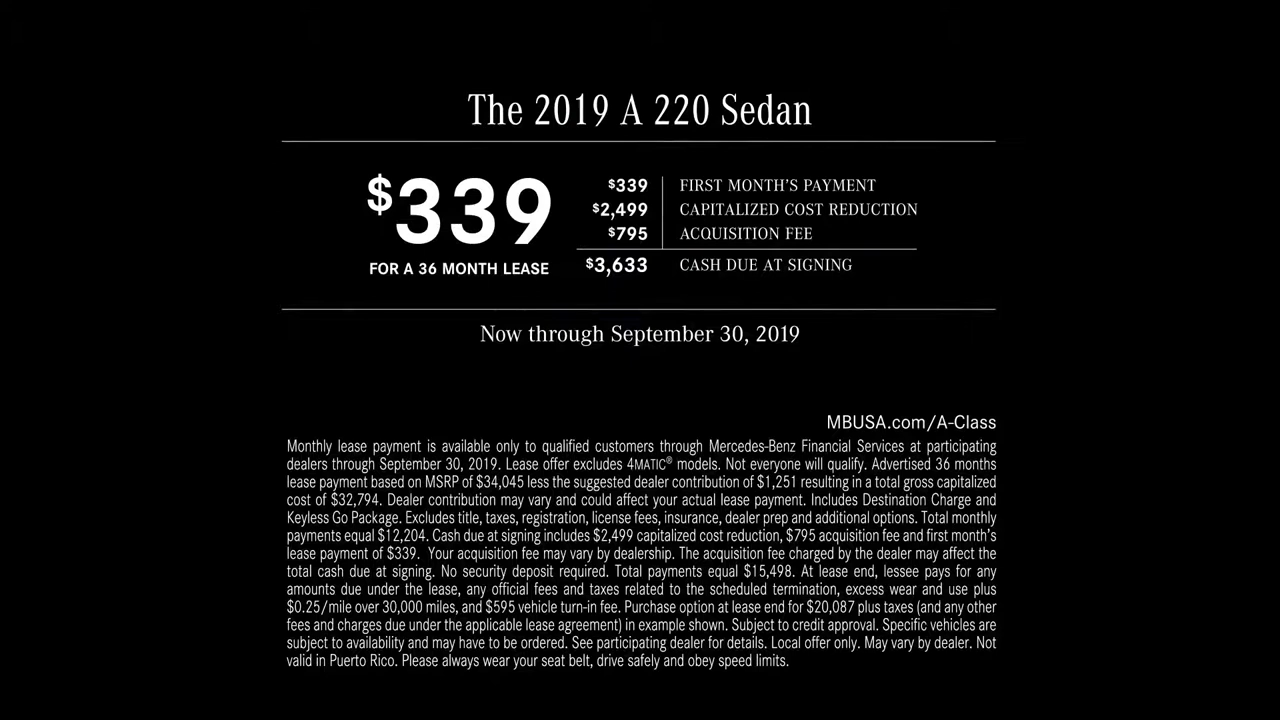 The 2019 A 220 Sedan
$339
FOR A 36 MONTH LEASE
$339 FIRST MONTH'S PAYMENT
$2,499 CAPITALIZED COST REDUCTION
$795 ACQUISITION FEE
$3,633 CASH DUE AT SIGNING
Now through September 30, 2019
MBUSA.com/A-Class
Monthly lease payment is available only to qualified customers through Mercedes-Benz Financial Services at participating
dealers through September 30, 2019. Lease offer excludes 4MATIC® models. Not everyone will qualify. Advertised 36 months
lease payment based on MSRP of $34,045 less the suggested dealer contribution of $1,251 resulting in a total gross capitalized
cost of $32,794. Dealer contribution may vary and could affect your actual lease payment. Includes Destination Charge and
Keyless Go Package. Excludes title, taxes, registration, license fees, insurance, dealer prep and additional options. Total monthly
payments equal $12,204. Cash due at signing includes $2,499 capitalized cost reduction, $795 acquisition fee and first month's
lease payment of $339. Your acquisition fee may vary by dealership. The acquisition fee charged by the dealer may affect the
total cash due at signing. No security deposit required. Total payments equal $15,498. At lease end, lessee pays for any
amounts due under the lease, any official fees and taxes related to the scheduled termination, excess wear and use plus
$0.25/mile over 30,000 miles, and $595 vehicle turn-in fee. Purchase option at lease end for $20,087 plus taxes (and any other
fees and charges due under the applicable lease agreement) in example shown. Subject to credit approval. Specific vehicles are
subject to availability and may have to be ordered. See participating dealer for details. Local offer only. May vary by dealer. Not
valid in Puerto Rico. Please always wear your seat belt, drive safely and obey speed limits.